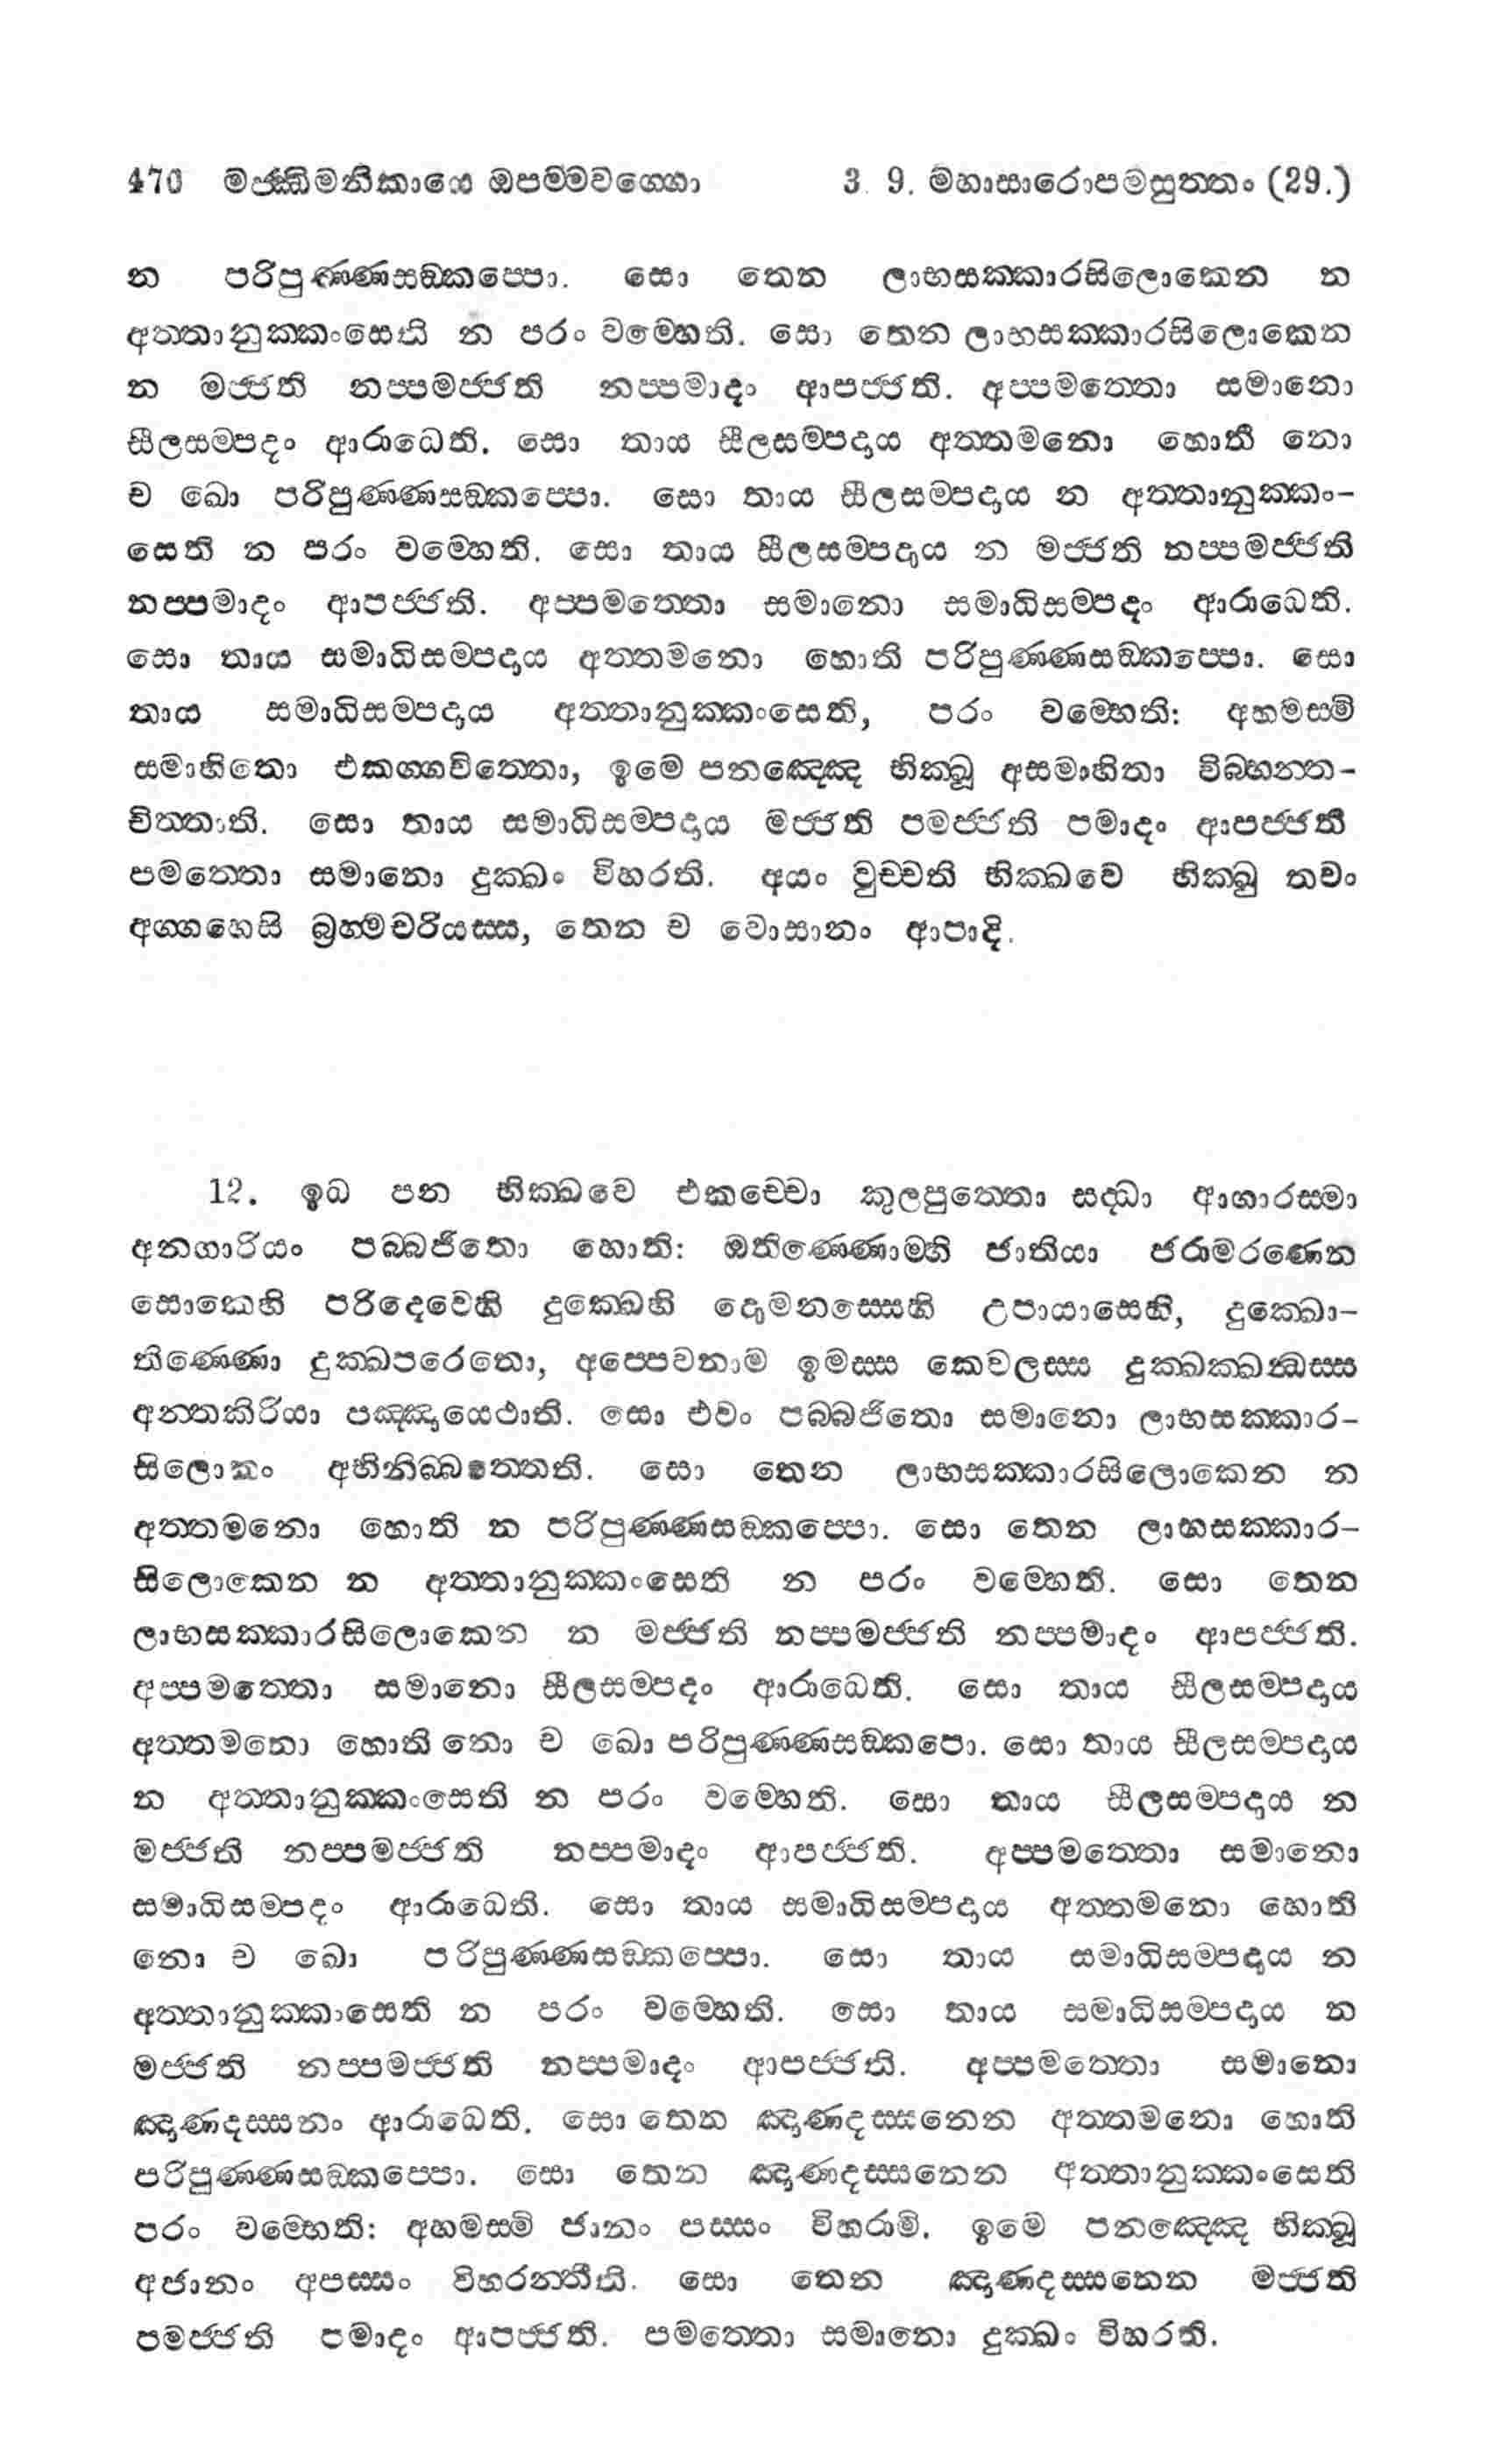 470 මජ්ඣිමනිකායෙ ඔපම්මවග්ගො 3. 9. මහාසාරොපමසුත්තං (29.)
න පරිපුණ්ණසඞ්කප්පො. සො තෙන ලාභසක්කාරසිලොකෙන න
අත්තානුක්කංසෙති න පරං වම්හෙති. සො තෙන ලාභසක්කාරසිලොකෙන
න මජ්ජති නප්පමජ්ජති නප්පමාදං ආපජ්ජති. අප්පමත්තො සමානො
සීලසම්පදං ආරාධෙති. සො තාය සීලසම්පදාය අත්තමනො හොති නො
ච ඛො පරිපුණ්ණසඞ්කප්පො. සො තාය සීලසම්පදාය න අත්තානුක්කං-
සෙති න පරං වම්හෙති. සො තාය සීලසම්පදාය න මජ්ජති නප්පමජ්ජති
නප්පමාදං ආපජ්ජති. අප්පමත්තො සමානො සමාධිසම්පදං ආරාධෙති.
සො තාය සමාධිසම්පදාය අත්තමනො හොති පරිපුණ්ණසඞ්කප්පො. සො
තාය සමාධිසම්පදාය අත්තානුක්කංසෙති, පරං වම්භෙති: අහමස්මි
සමාහිතො එකග්ගචිත්තො, ඉමෙ පනඤ්ඤෙ භික්ඛූ අසමාහිතා විබ්භන්ත-
චිත්තාති. සො තාය සමාධිසම්පදාය මජ්ජති පමජ්ජති පමාදං ආපජ්ජති
පමත්තො සමානො දුක්ඛං විහරති. අයං වුච්චති භික්ඛවෙ භික්ඛු තචං
අග්ගහෙසි බ්‍රහ්මචරියස්ස, තෙන ච වොසානං ආපාදි.
12. ඉධ පන භික්ඛවෙ එකච්චො කුලපුත්තො සද්ධා ආගාරස්මා
අනගාරියං පබ්බජිතො හොති: ඔතිණ්ණොම්හි ජාතියා ජරාමරණෙන
සොකෙහි පරිදෙවෙහි දුක්ඛෙහි දොමනස්සෙහි උපායාසෙහි, දුක්ඛො-
තිණ්ණො දුක්ඛපරෙතො, අප්පෙවනාම ඉමස්ස කෙවලස්ස දුක්ඛක්ඛන්ධස්ස
අන්තකිරියා පඤ්ඤායෙථාති. සො එවං පබ්බජිතො සමානො ලාභසක්කාර-
සිලොකං අභිනිබ්බත්තෙති. සො තෙන ලාභසක්කාරසිලොකෙන න
අත්තමනො හොති න පරිපුණ්ණසඞ්කප්පො. සො තෙන ලාභසක්කාර-
සිලොකෙන න අත්තානුක්කංසෙති න පරං වම්හෙති. සො තෙන
ලාභසක්කාරසිලොකෙන න මජ්ජති නප්පමජ්ජති නප්පමාදං ආපජ්ජති.
අප්පමත්තො සමානො සීලසම්පදං ආරාධෙති. සො තාය සීලසම්පදාය
අත්තමනො හොති නො ච ඛො පරිපුණ්ණසඞ්කපො. සො තාය සීලසම්පදාය
න අත්තානුක්කංසෙති න පරං වම්හෙති. සො තාය සීලසම්පදාය න
මජ්ජති නප්පමජ්ජති නප්පමාදං ආපජ්ජති. අප්පමත්තො සමානො
සමාධිසම්පදං ආරාධෙති. සො තාය සමාධිසම්පදාය අත්තමනො හොති
නො ච ඛො පරිපුණ්ණසඞ්කප්පො. සො තාය සමාධිසම්පදාය න
අත්තානුක්කාසෙති න පරං වම්හෙති. සො තාය සමාධිසම්පදාය න
මජ්ජති නප්පමජ්ජති නප්පමාදං ආපජ්ජති. අප්පමත්තො සමානො
ඤාණදස්සනං ආරාධෙති. සො තෙන ඤාණදස්සනෙන අත්තමනො හොති
පරිපුණ්ණසඞ්කප්පො. සො තෙන ඤාණදස්සනෙන අත්තානුක්කංසෙති
පරං වම්භෙති: අහමස්මි ජානං පස්සං විහරාමි. ඉමෙ පනඤ්ඤෙ භික්ඛූ
අජානං අපස්සං විහරන්තීති. සො තෙන ඤාණදස්සනෙන මජ්ජති
පමජ්ජති පමාදං ආපජ්ජති. පමත්තො සමානො දුක්ඛං විහරති.